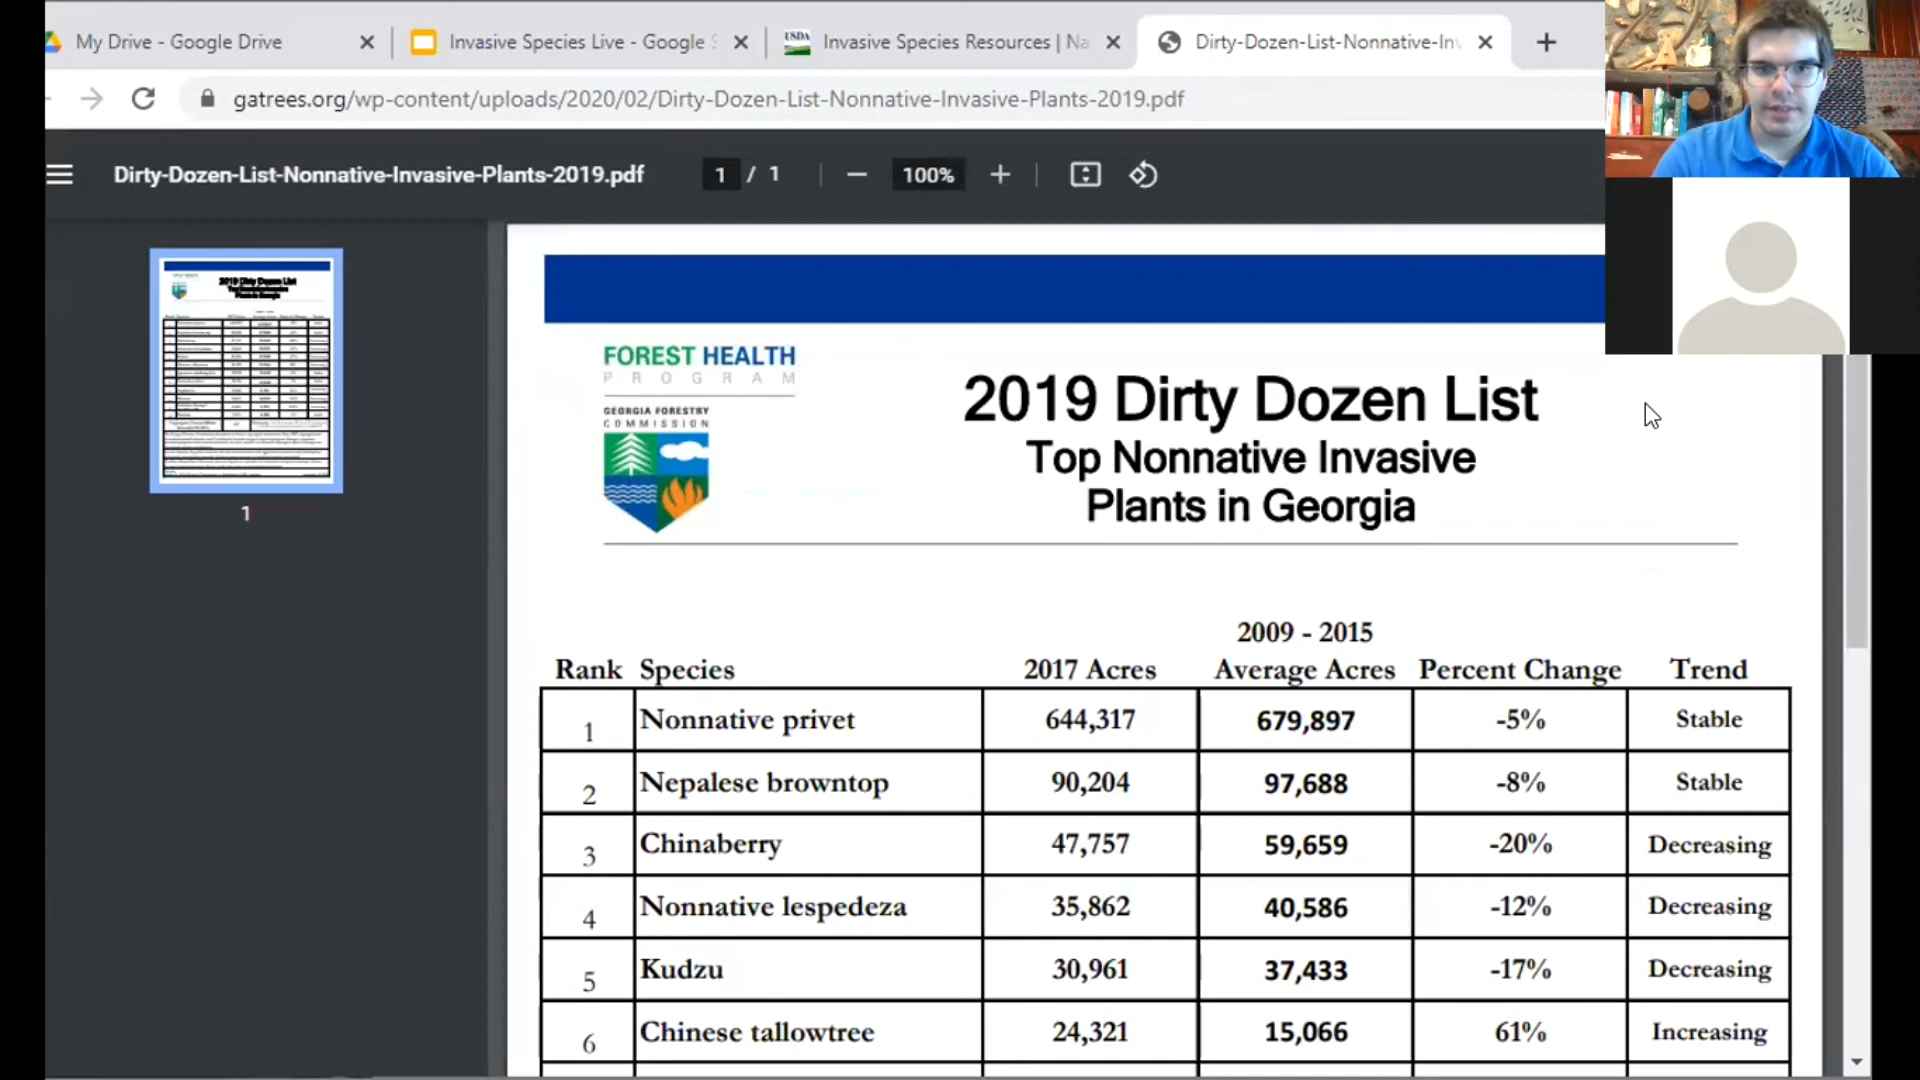 My Drive - Google Drive
Invasive Species Live - Google S
USDA
Invasive Species Resources | Na
Dirty-Dozen-List-Nonnative-Inv
gatrees.org/wp-content/uploads/2020/02/Dirty-Dozen-List-Nonnative-Invasive-Plants-2019.pdf
Dirty-Dozen-List-Nonnative-Invasive-Plants-2019.pdf
1 / 1
100%
1
FOREST HEALTH
PROGRAM
GEORGIA FORESTRY
COMMISSION
2019 Dirty Dozen List
Top Nonnative Invasive
Plants in Georgia
2009 - 2015
Rank Species 2017 Acres Average Acres Percent Change Trend
1 Nonnative privet 644,317 679,897 -5% Stable
2 Nepalese browntop 90,204 97,688 -8% Stable
3 Chinaberry 47,757 59,659 -20% Decreasing
4 Nonnative lespedeza 35,862 40,586 -12% Decreasing
5 Kudzu 30,961 37,433 -17% Decreasing
6 Chinese tallowtree 24,321 15,066 61% Increasing